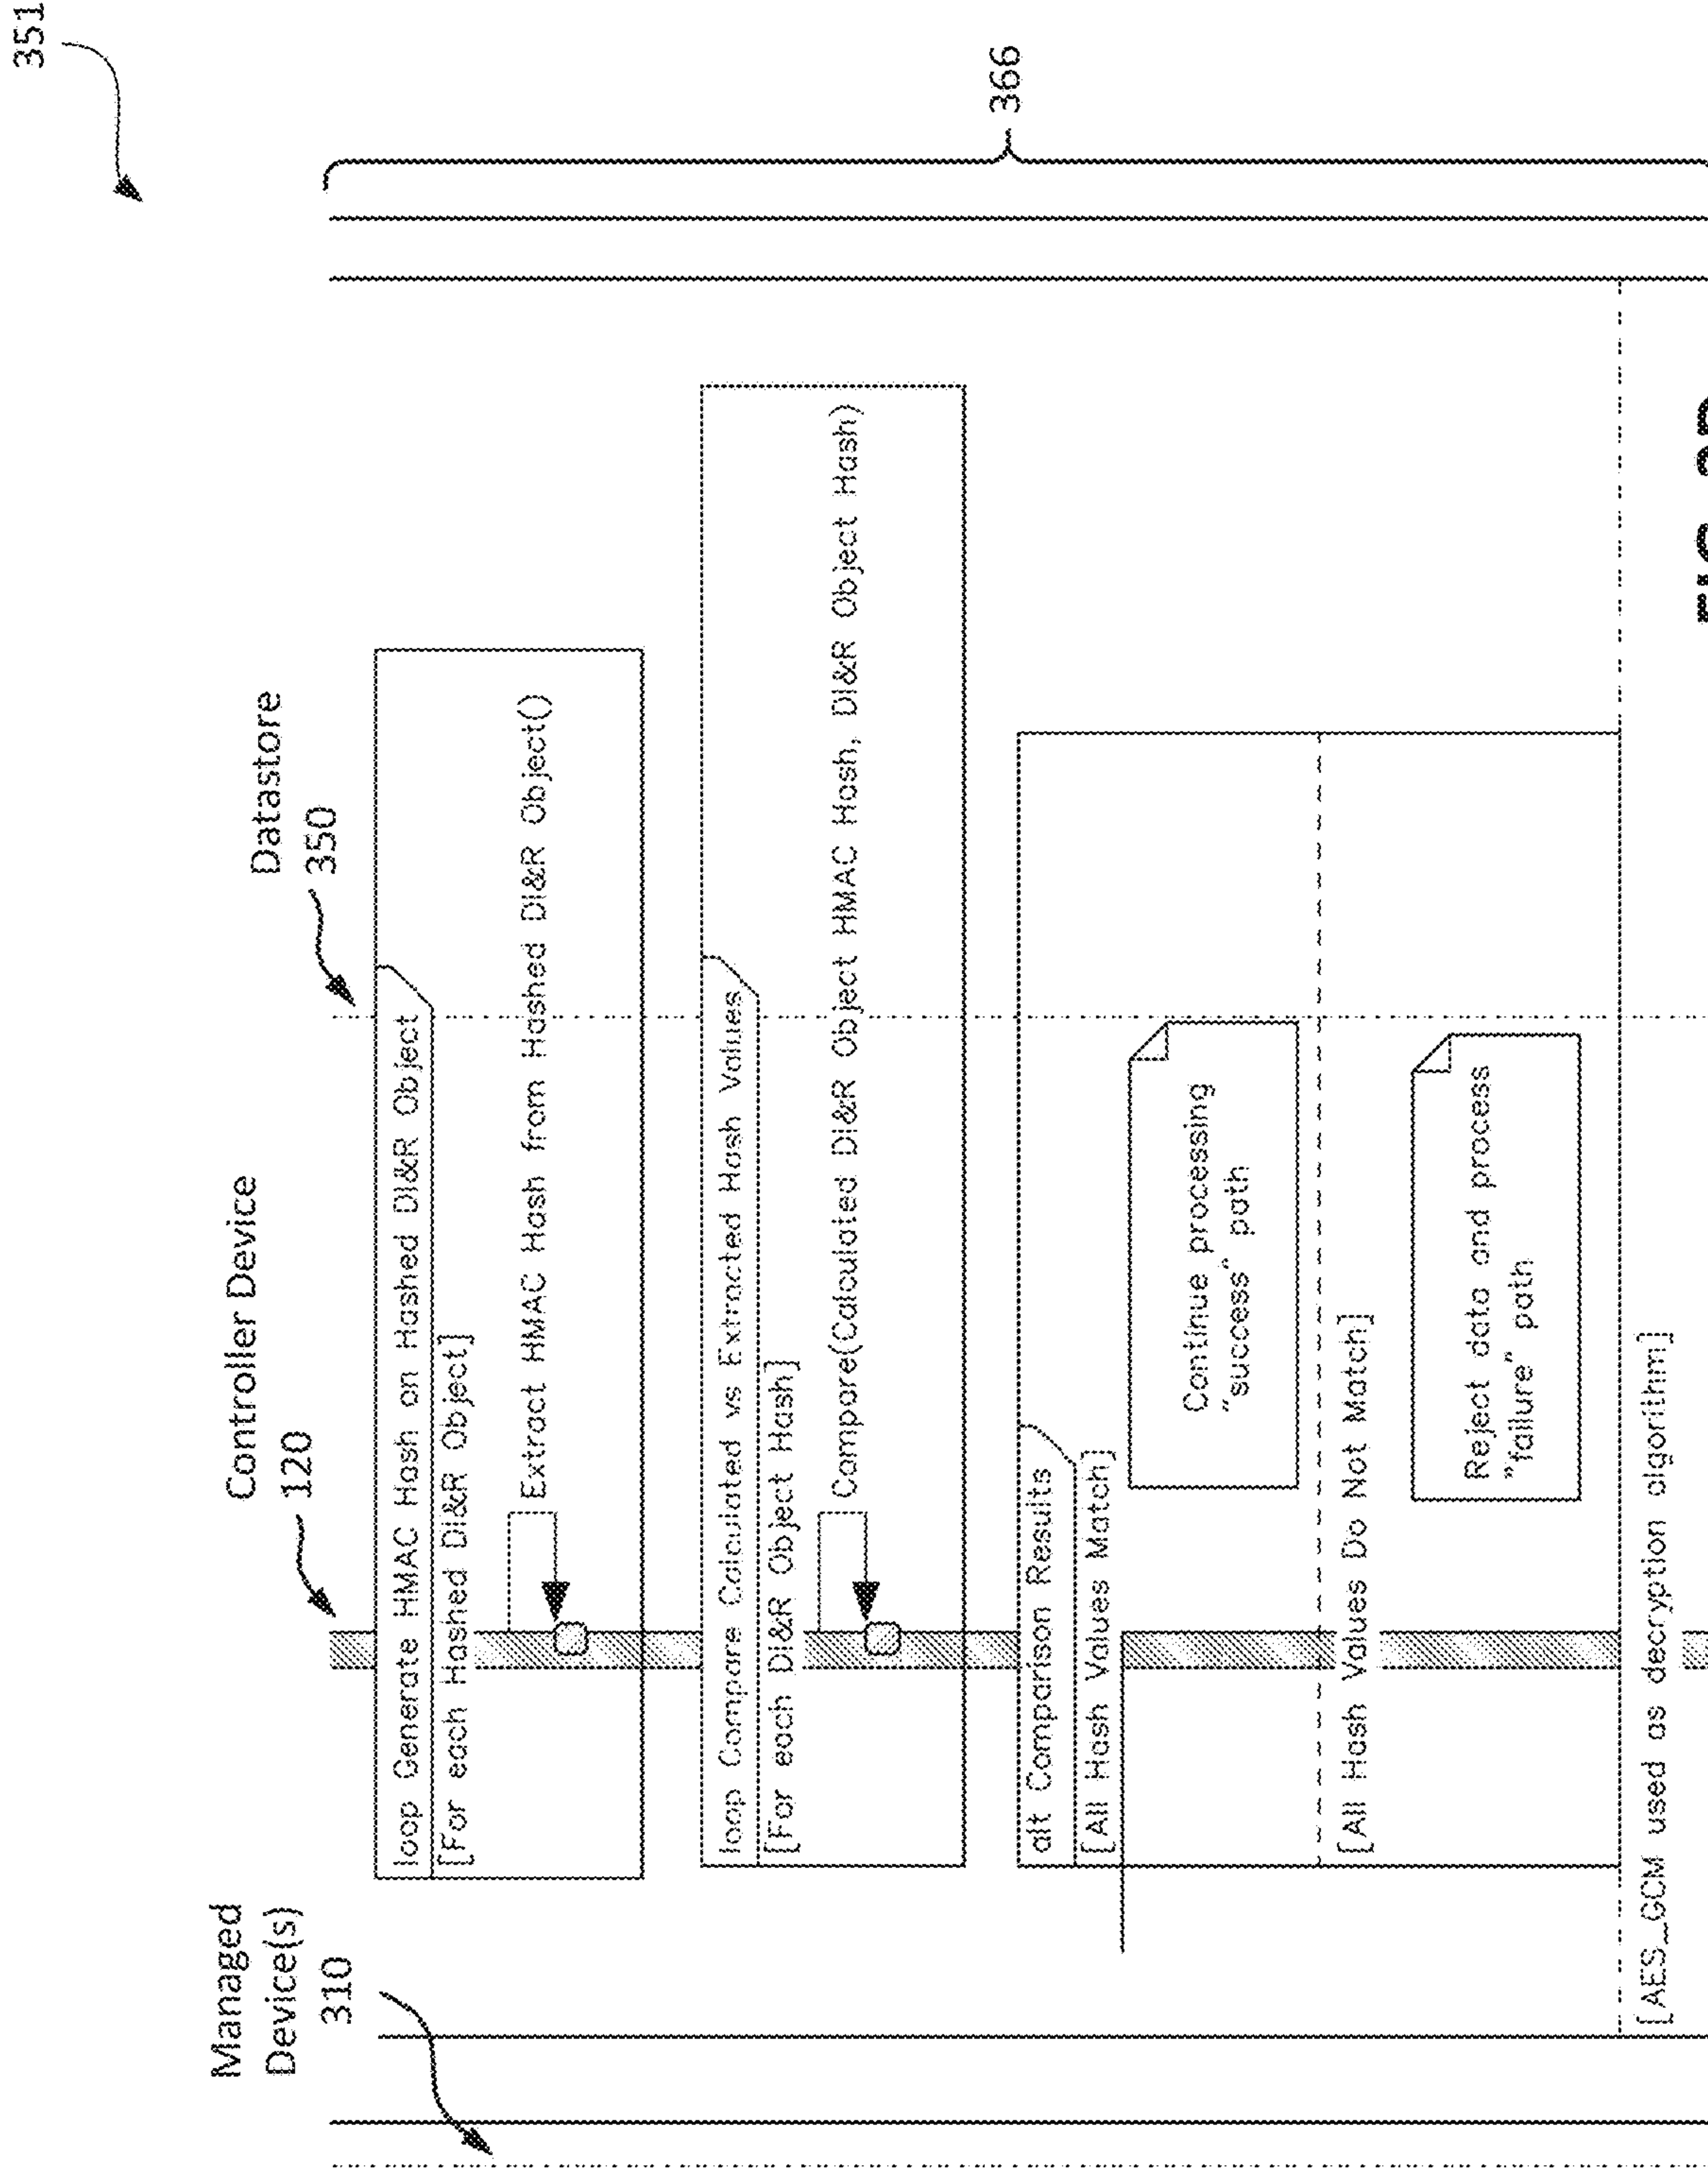 351
Managed
Device(s)
310
Controller Device
120
Datastore
350
loop Generate HMAC Hash on Hashed DI&R Object
[For each Hashed DI&R Object]
Extract HMAC Hash from Hashed DI&R Object()
loop Compare Calculated vs Extracted Hash Values
[For each DI&R Object Hash]
Compare(Calculated DI&R Object HMAC Hash, DI&R Object Hash)
366
alt Comparison Results
[All Hash Values Match]
Continue processing
"success" path
[All Hash Values Do Not Match]
Reject data and process
"failure" path
[AES_GCM used as decryption algorithm]